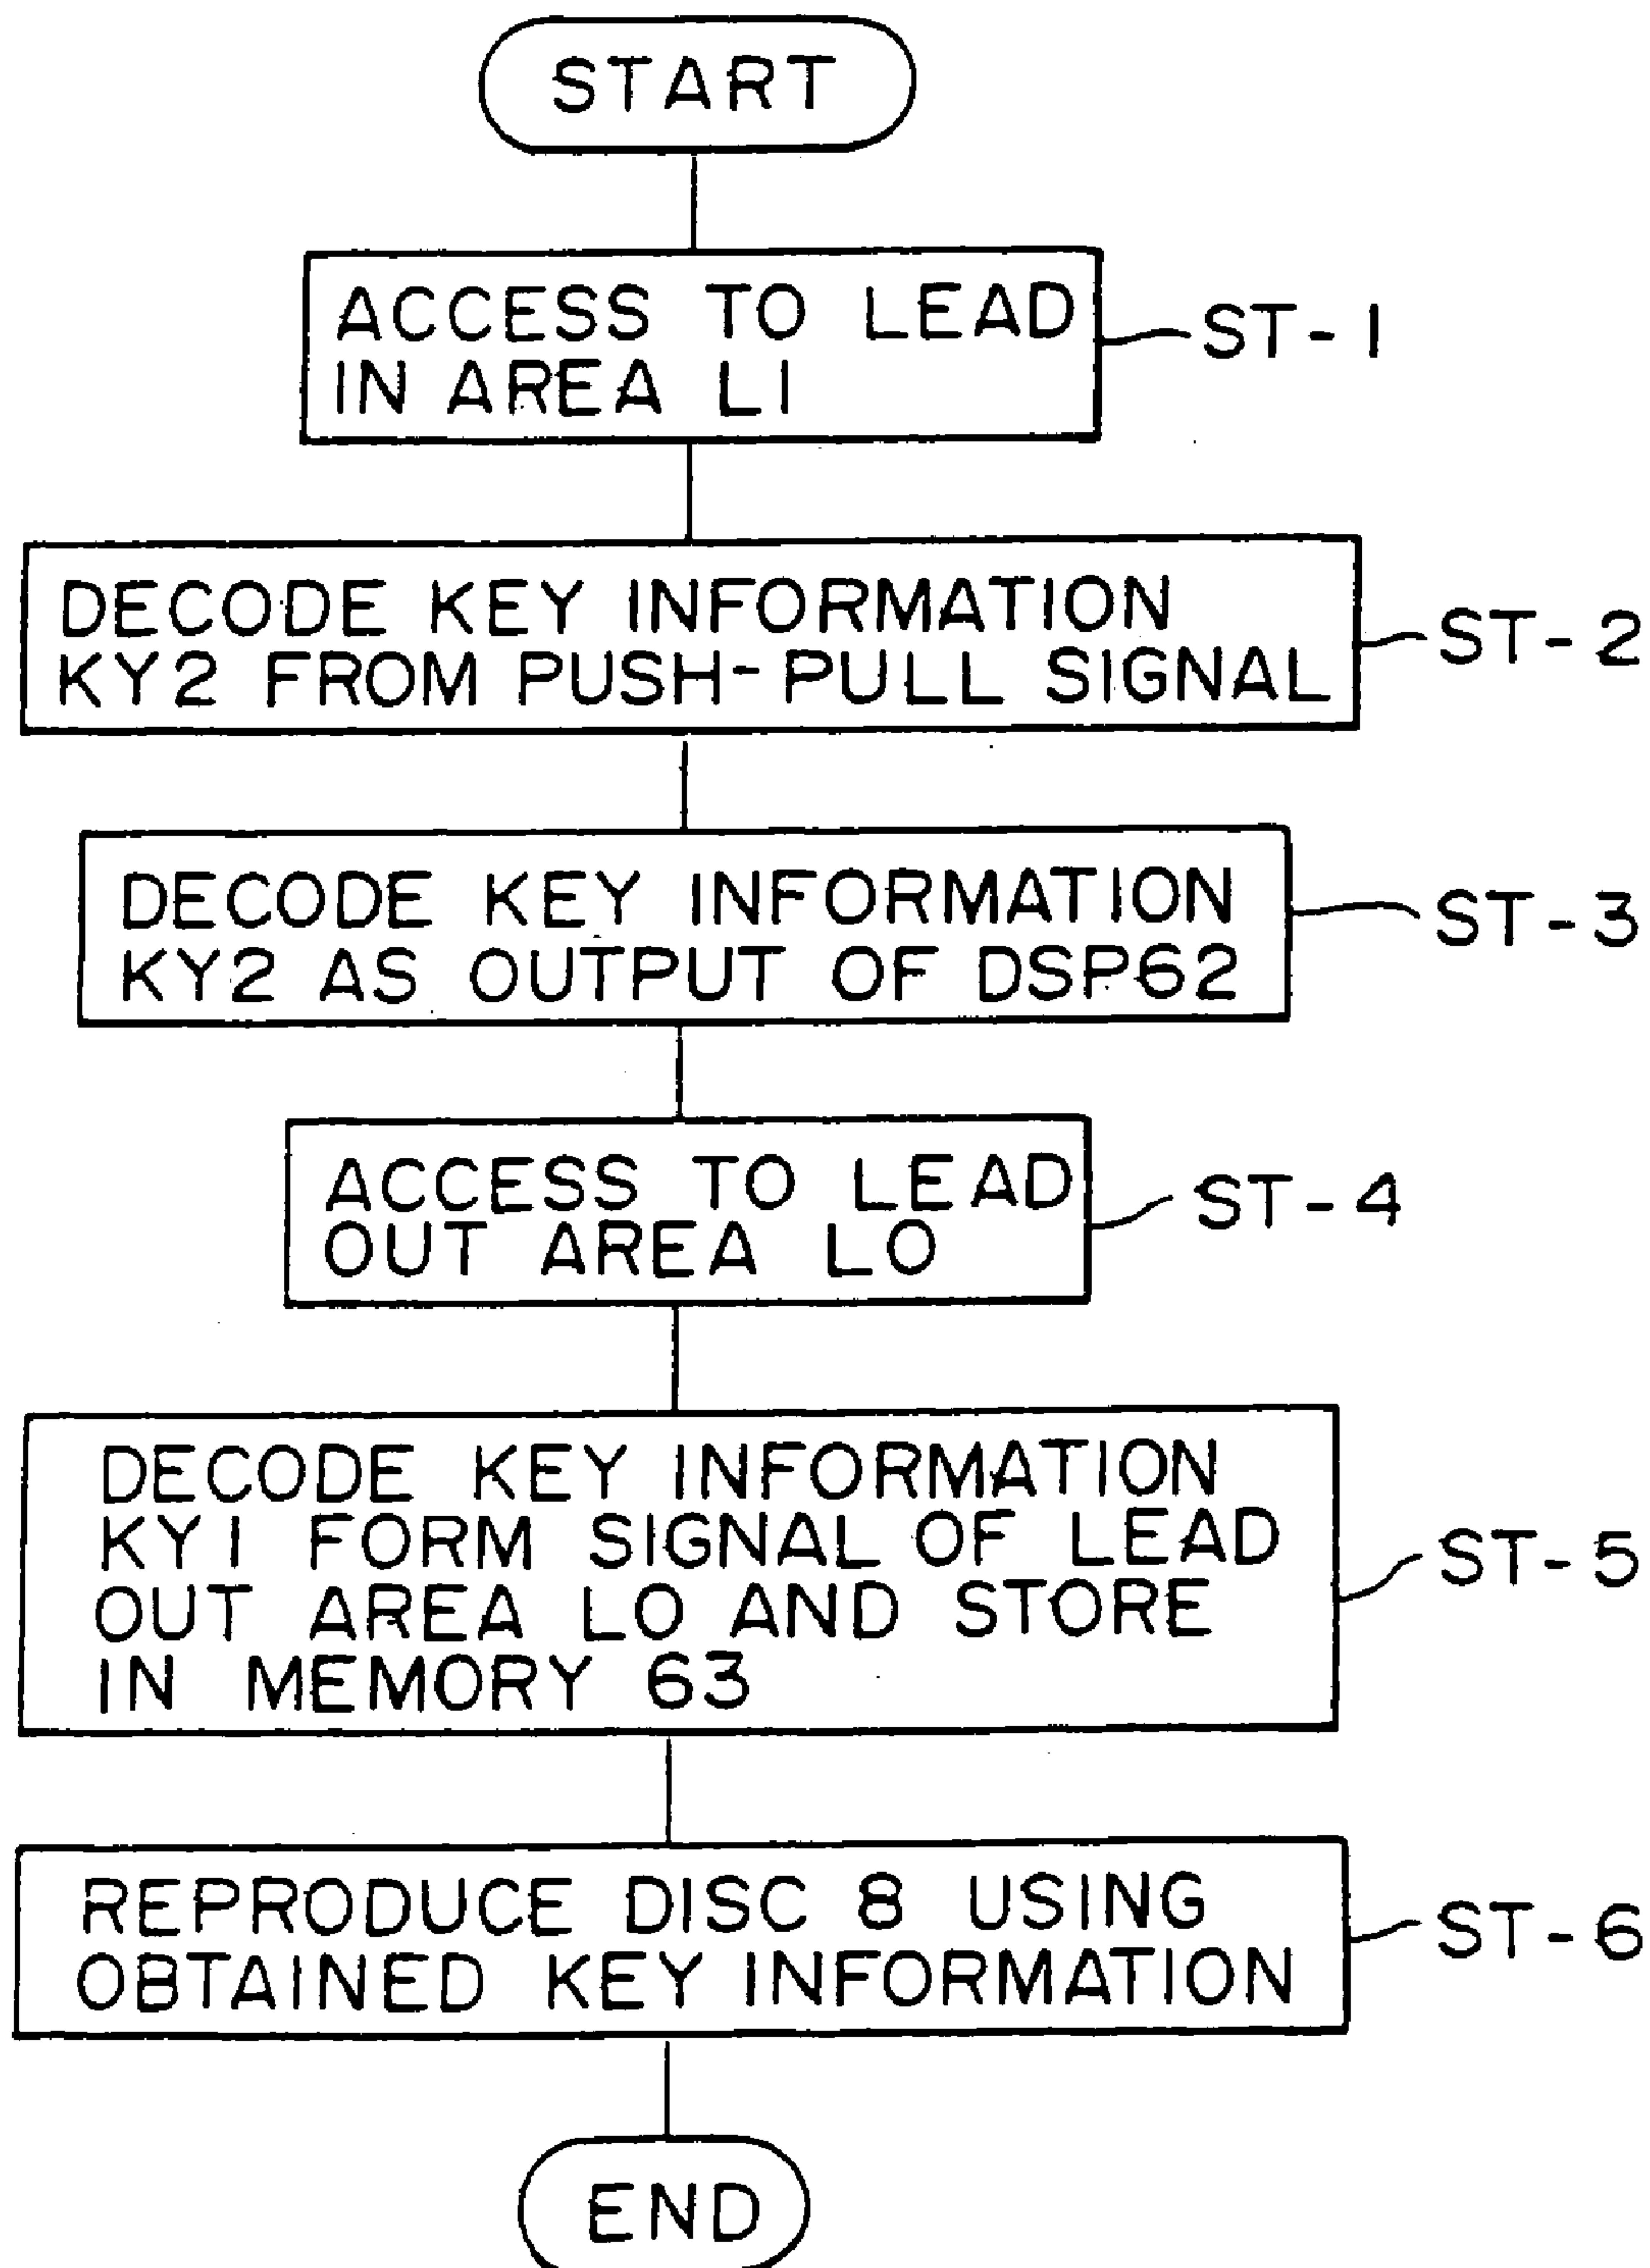 START
ACCESS TO LEAD
IN AREA LI
ST-1
DECODE KEY INFORMATION
KY2 FROM PUSH-PULL SIGNAL
ST-2
DECODE KEY INFORMATION
KY2 AS OUTPUT OF DSP62
ST-3
ACCESS TO LEAD
OUT AREA LO
ST-4
DECODE KEY INFORMATION
KY1 FORM SIGNAL OF LEAD
OUT AREA LO AND STORE
IN MEMORY 63
ST-5
REPRODUCE DISC 8 USING
OBTAINED KEY INFORMATION
ST-6
END